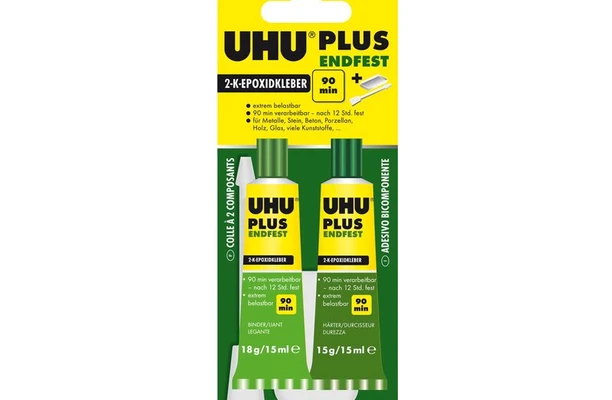 UHU® PLUS
ENDFEST
2-K-EPOXIDKLEBER
90
min
+
• extrem belastbar
• 90 min verarbeitbar – nach 12 Std. fest
• für Metalle, Stein, Beton, Porzellan,
Holz, Glas, viele Kunststoffe, ...
COLLE À 2 COMPOSANTS
UHU®
PLUS
ENDFEST
2-K-EPOXIDKLEBER
• 90 min verarbeitbar
– nach 12 Std. fest
• extrem
belastbar
90
min
BINDER/LIANT
LEGANTE
18g/15ml e
UHU®
PLUS
ENDFEST
2-K-EPOXIDKLEBER
• 90 min verarbeitbar
– nach 12 Std. fest
• extrem
belastbar
90
min
HÄRTER/DURCISSEUR
DUREZZA
15g/15ml e
ADESIVO BICOMPONENTE